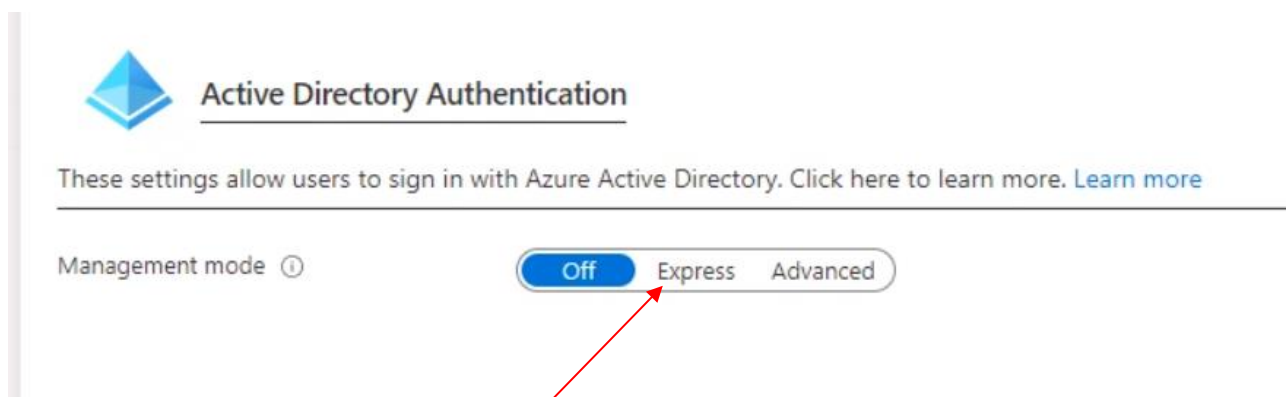 Active Directory Authentication
These settings allow users to sign in with Azure Active Directory. Click here to learn more. Learn more
Management mode
Off Express Advanced